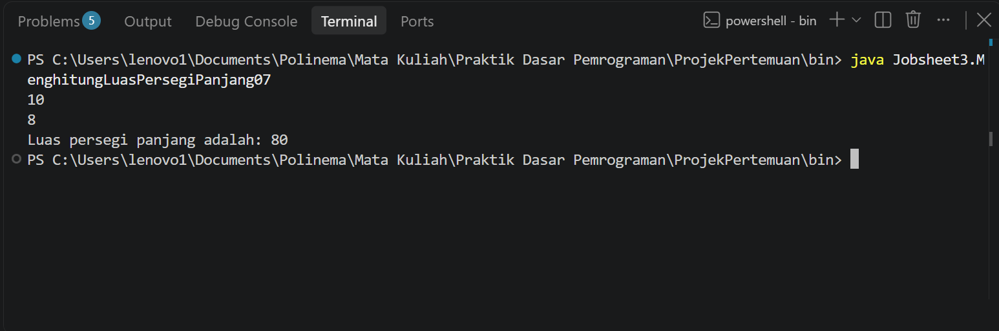 Problems 5 Output Debug Console Terminal Ports powershell - bin
PS C:\Users\lenovo1\Documents\Polinema\Mata Kuliah\Praktik Dasar Pemrograman\ProjekPertemuan\bin> java Jobsheet3.M
enghitungLuasPersegiPanjang07
10
8
Luas persegi panjang adalah: 80
PS C:\Users\lenovo1\Documents\Polinema\Mata Kuliah\Praktik Dasar Pemrograman\ProjekPertemuan\bin>